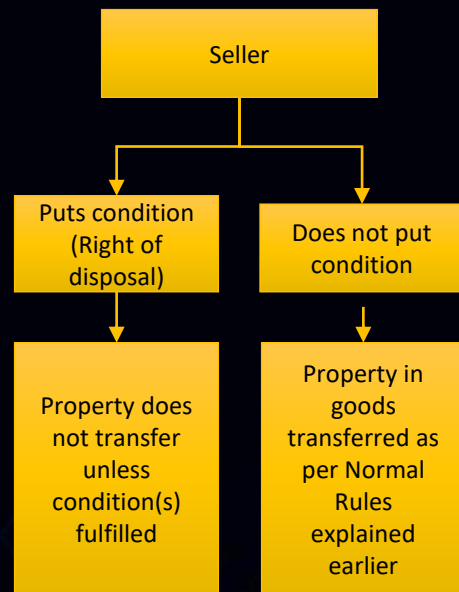 Seller
Puts condition
(Right of
disposal)
Does not put
condition
Property does
not transfer
unless
condition(s)
fulfilled
Property in
goods
transferred as
per Normal
Rules
explained
earlier